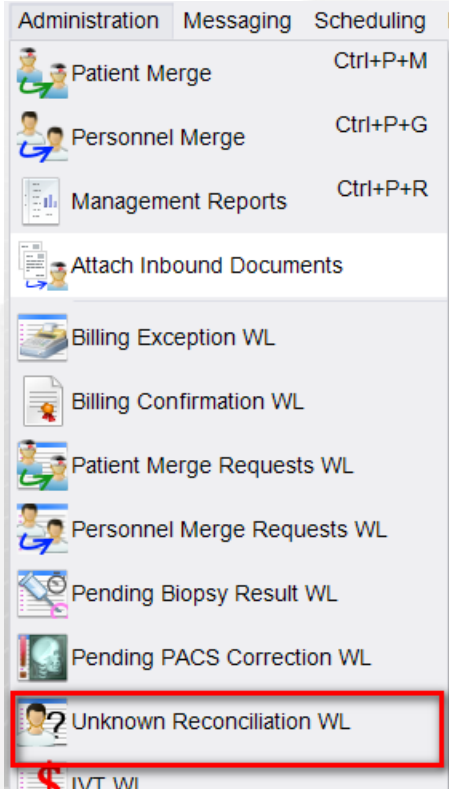 Administration Messaging Scheduling
Patient Merge Ctrl+P+M
Personnel Merge Ctrl+P+G
Management Reports Ctrl+P+R
Attach Inbound Documents
Billing Exception WL
Billing Confirmation WL
Patient Merge Requests WL
Personnel Merge Requests WL
Pending Biopsy Result WL
Pending PACS Correction WL
? Unknown Reconciliation WL
$ IVT WL